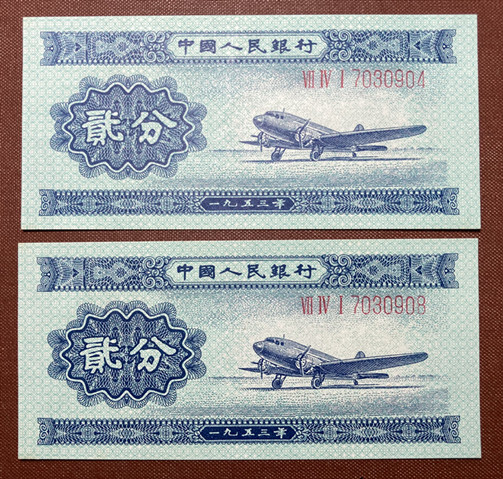 中國人民銀行
VII IV I 7030904
貳分
一九五三年
中國人民銀行
VII IV I 7030908
貳分
一九五三年